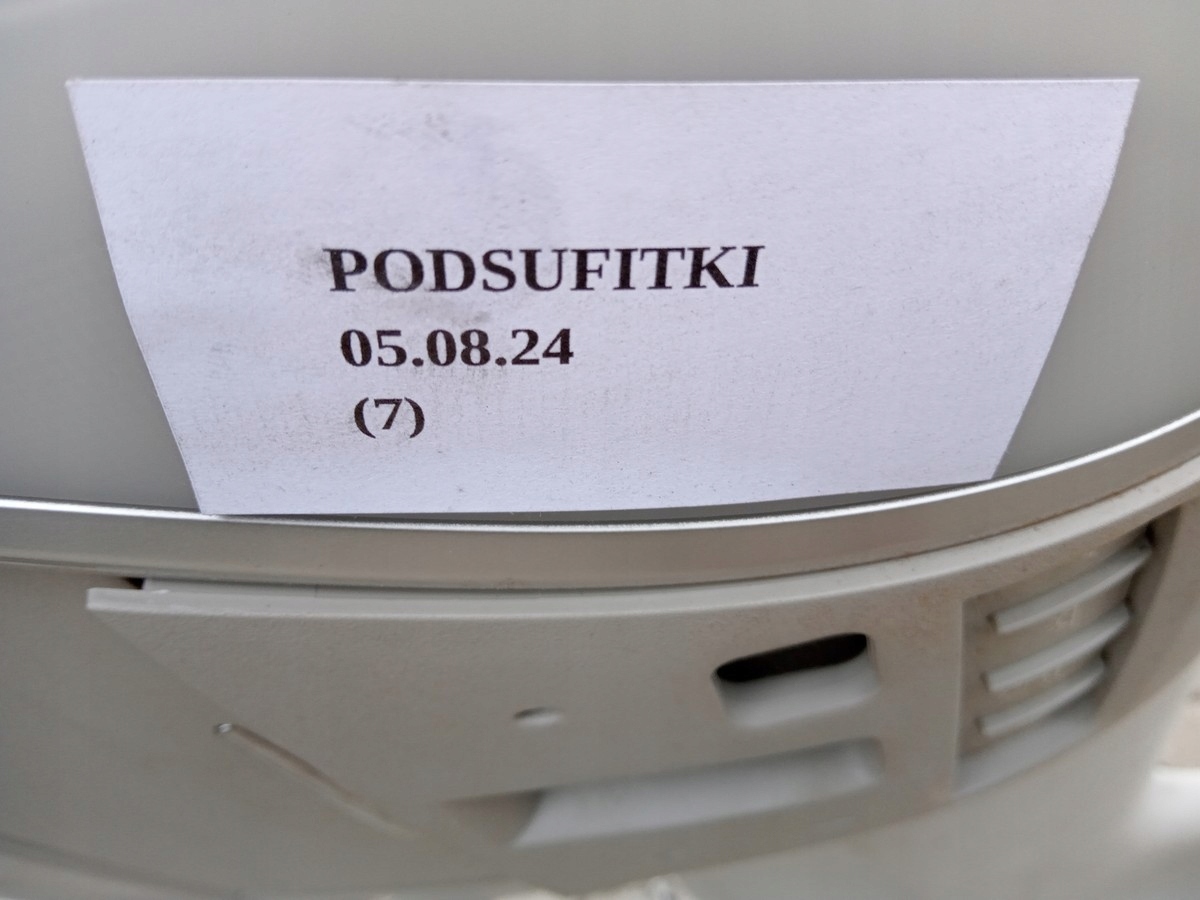 PODSUFITKI
05.08.24
(7)